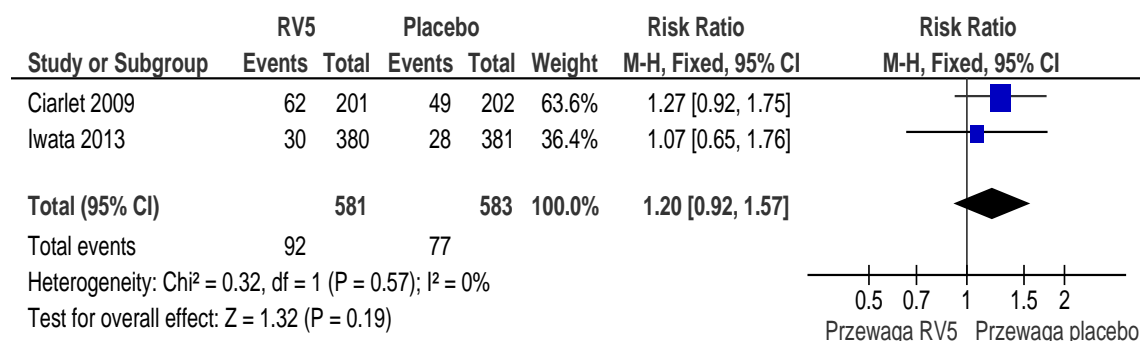 RV5 Placebo Risk Ratio Risk Ratio
Study or Subgroup Events Total Events Total Weight M-H, Fixed, 95% CI M-H, Fixed, 95% CI
Ciarlet 2009 62 201 49 202 63.6% 1.27 [0.92, 1.75]
Iwata 2013 30 380 28 381 36.4% 1.07 [0.65, 1.76]
Total (95% CI) 581 583 100.0% 1.20 [0.92, 1.57]
Total events 92 77
Heterogeneity: Chi² = 0.32, df = 1 (P = 0.57); I² = 0%
Test for overall effect: Z = 1.32 (P = 0.19)
0.5 0.7 1 1.5 2
Przewaga RV5 Przewaga placebo